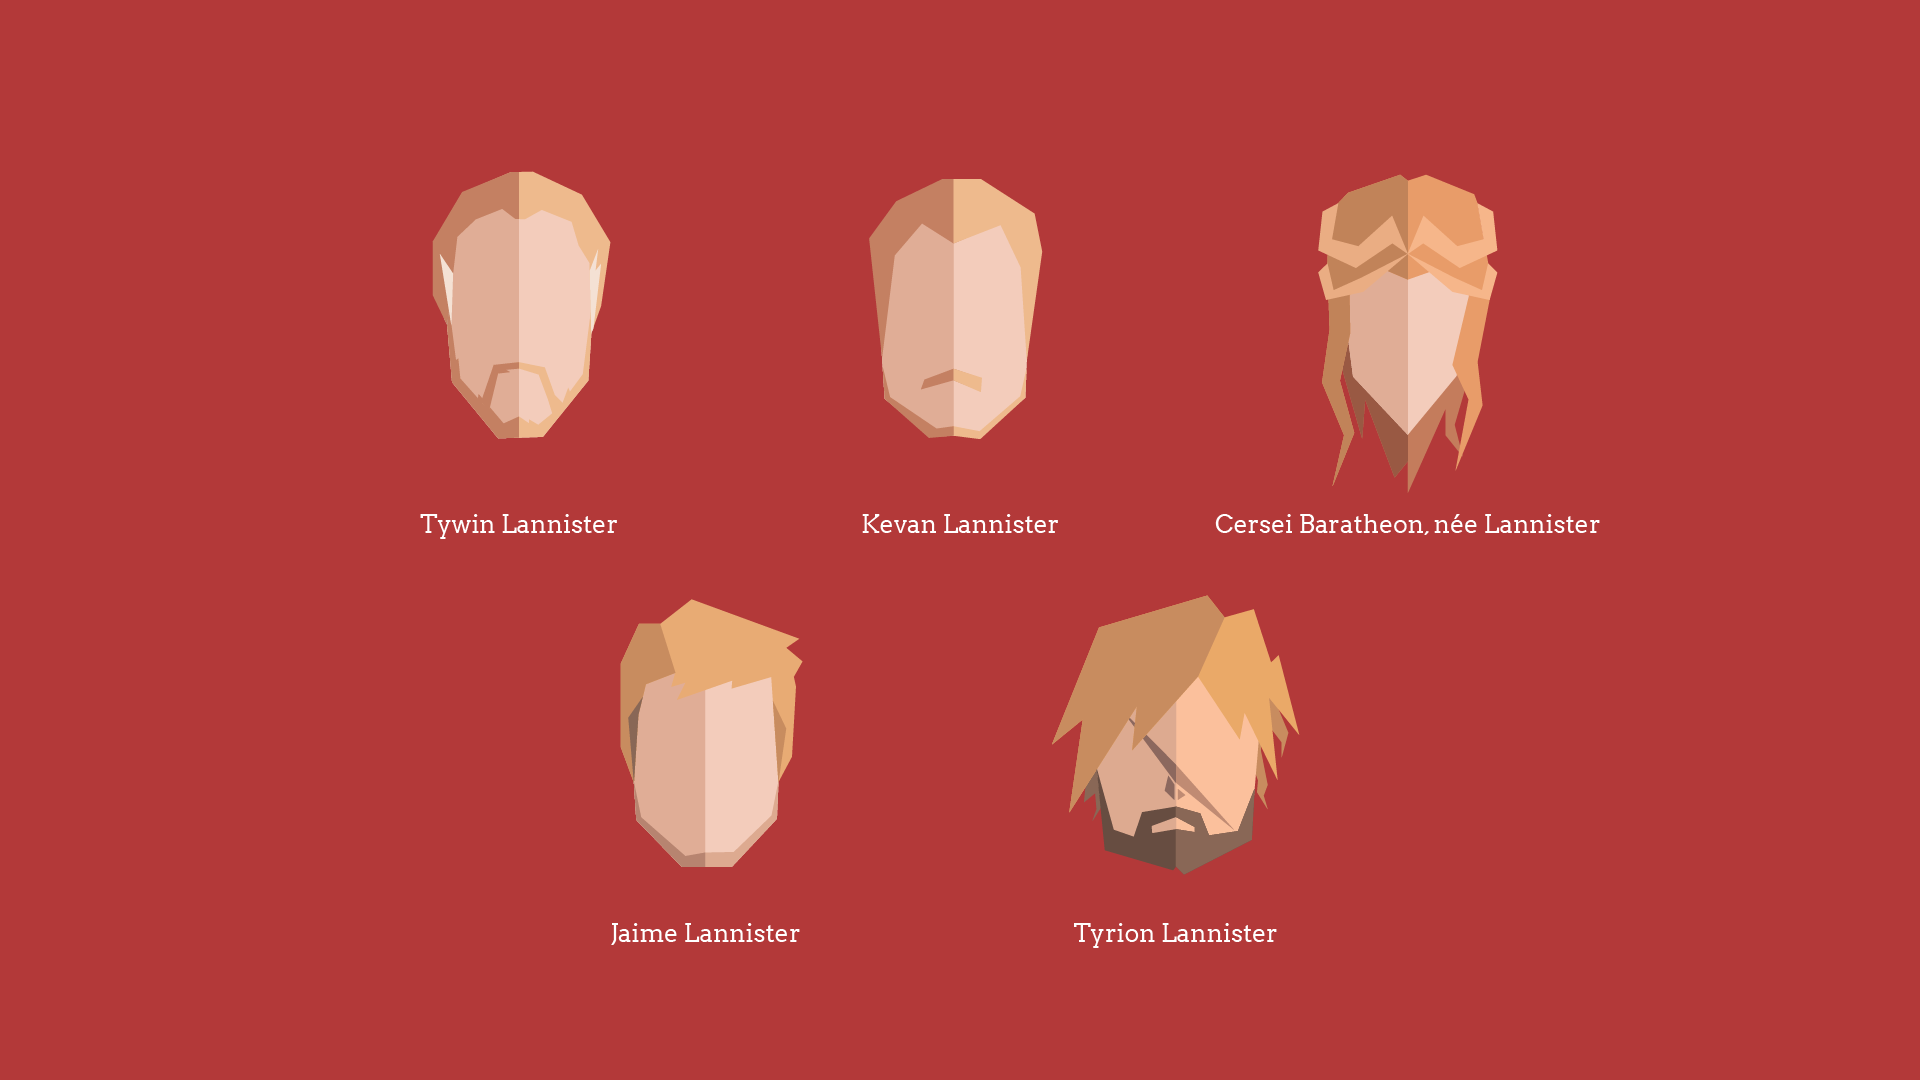 Tywin Lannister
Kevan Lannister
Cersei Baratheon, née Lannister
Jaime Lannister
Tyrion Lannister